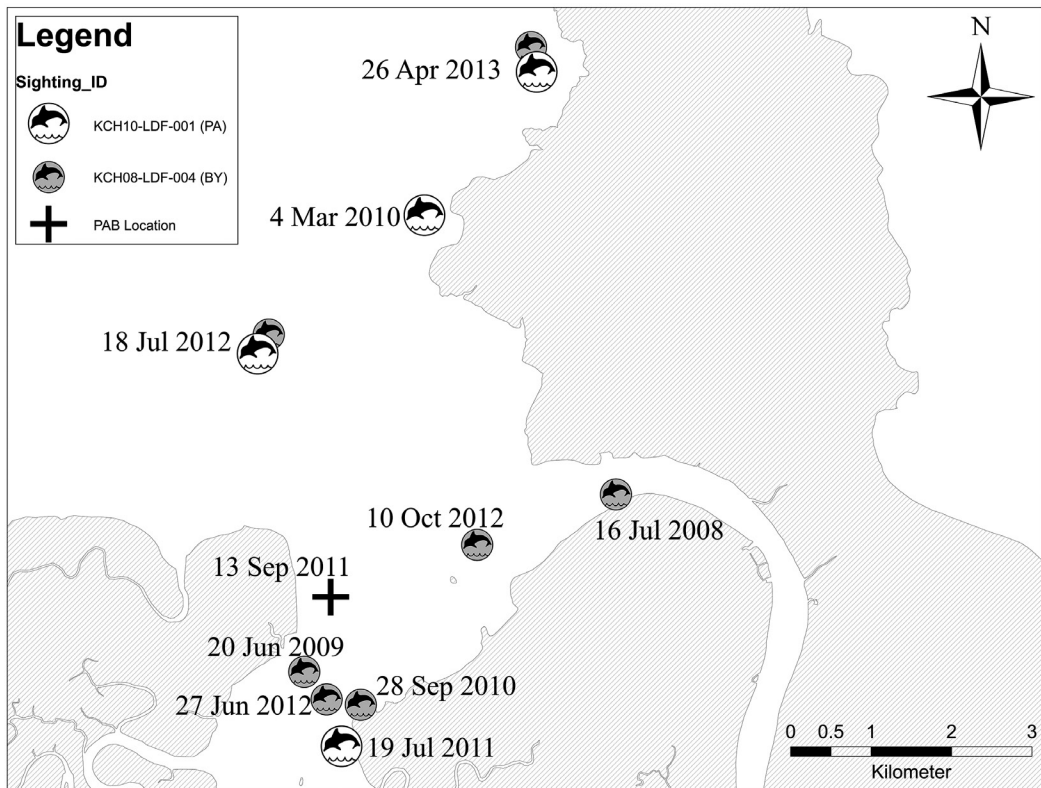 Legend
Sighting_ID
KCH10-LDF-001 (PA)
KCH08-LDF-004 (BY)
PAB Location
N
26 Apr 2013
4 Mar 2010
18 Jul 2012
10 Oct 2012
16 Jul 2008
13 Sep 2011
20 Jun 2009
27 Jun 2012
28 Sep 2010
19 Jul 2011
0 0.5 1 2 3
Kilometer